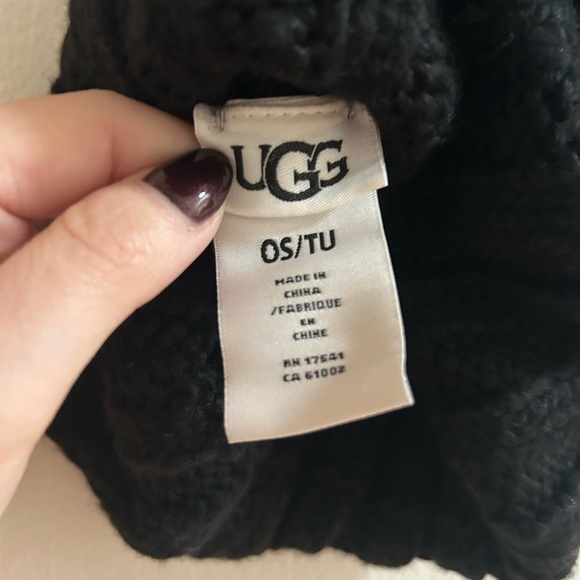 UGG
OS/TU
MADE IN
CHINA
/FABRIQUE
EN
CHINE
RN 17541
CA 61002